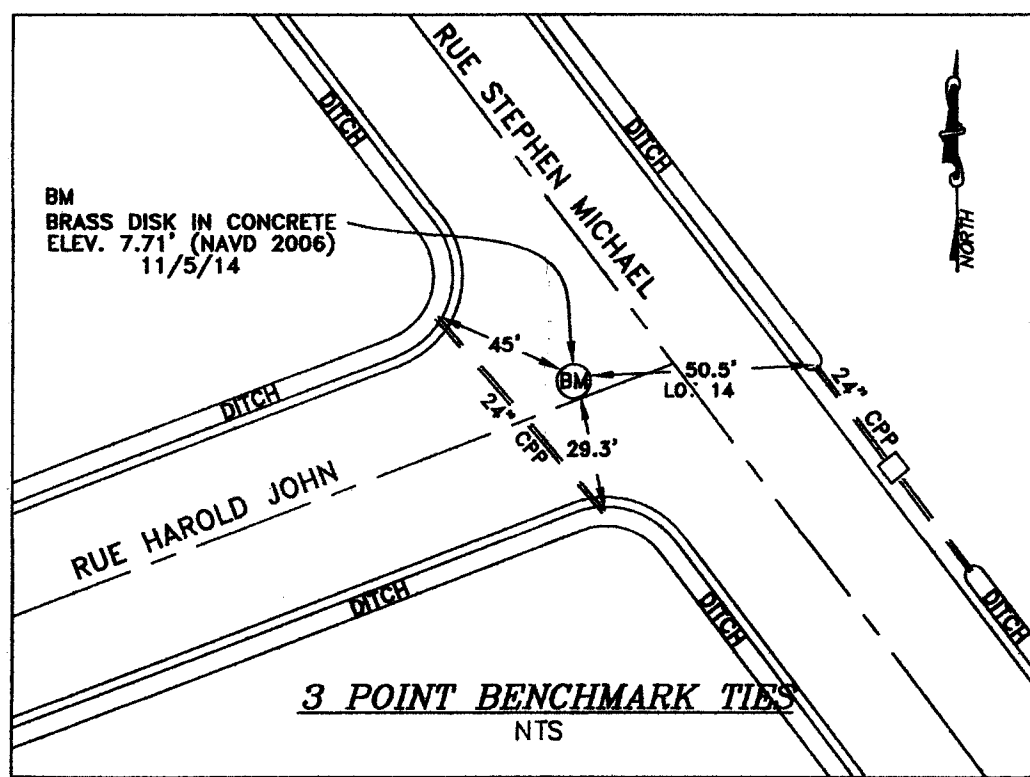 RUE STEPHEN MICHAEL
DITCH
DITCH
BM
BRASS DISK IN CONCRETE
ELEV. 7.71' (NAVD 2006)
11/5/14
NORTH
45'
BM
50.5'
14
24" CPP
24" CPP
29.3'
DITCH
RUE HAROLD JOHN
DITCH
DITCH
DITCH
3 POINT BENCHMARK TIES
NTS